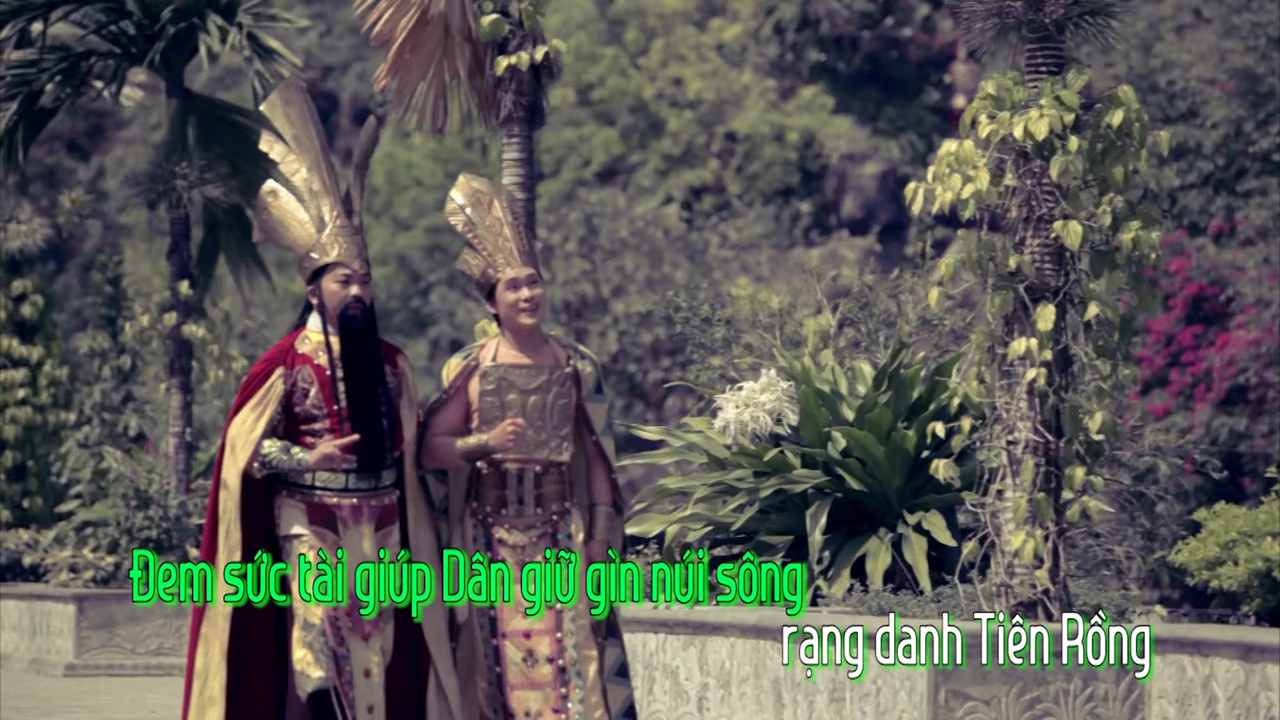 Đem sức tài giúp Dân giữ gìn núi sông
rạng danh Tiên Rồng